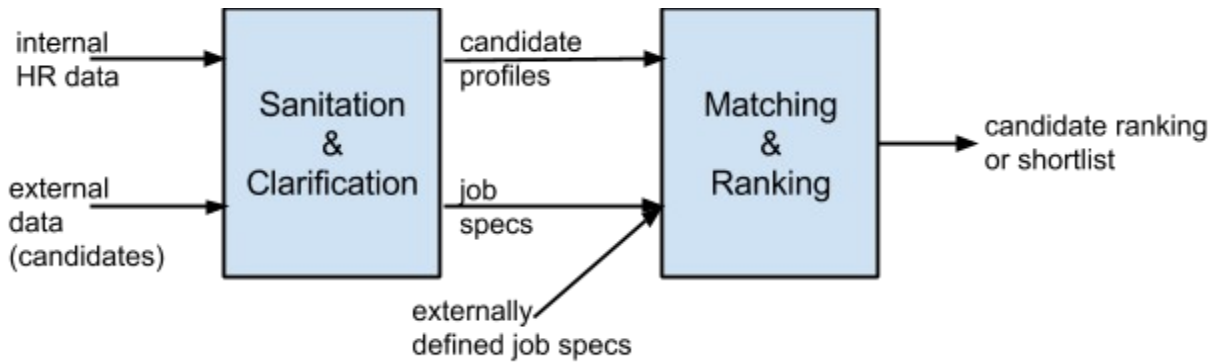 internal
HR data
external
data
(candidates)
Sanitation
&
Clarification
candidate
profiles
job
specs
externally
defined job specs
Matching
&
Ranking
candidate ranking
or shortlist